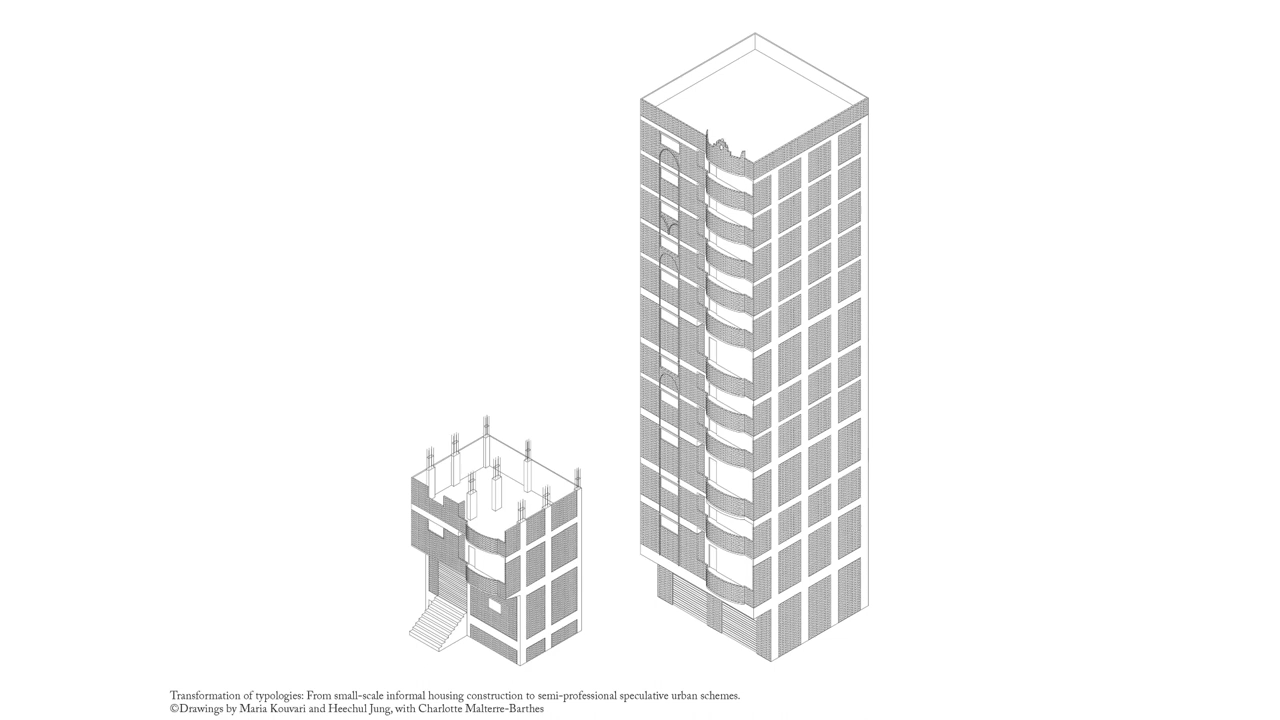 Transformation of typologies: From small-scale informal housing construction to semi-professional speculative urban schemes.
©Drawings by Maria Kouvari and Heechul Jung, with Charlotte Malterre-Barthes